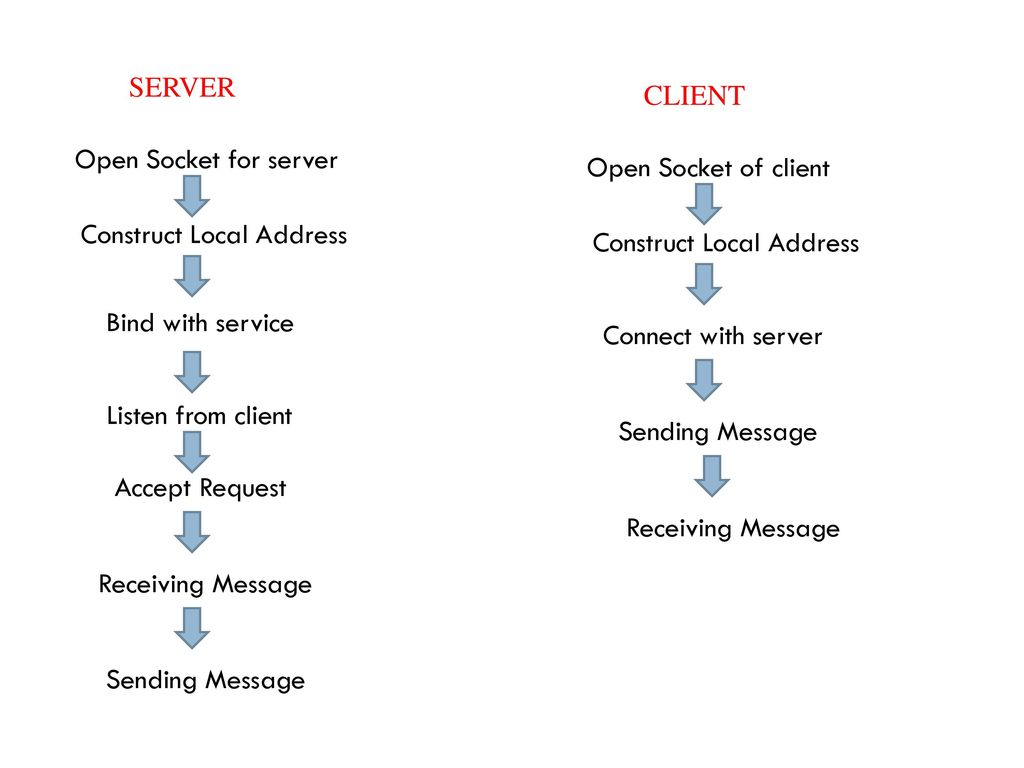 SERVER
Open Socket for server
Construct Local Address
Bind with service
Listen from client
Accept Request
Receiving Message
Sending Message
CLIENT
Open Socket of client
Construct Local Address
Connect with server
Sending Message
Receiving Message